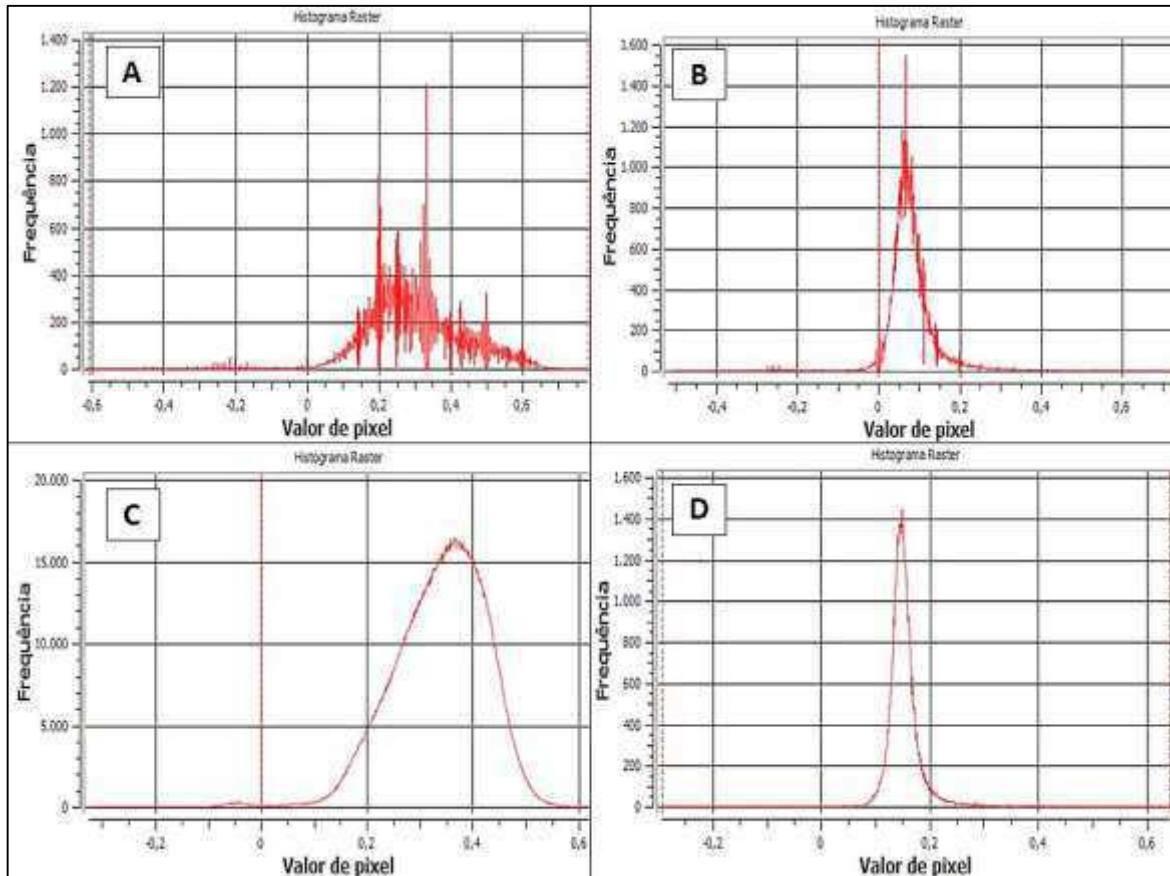 Histograma Raster
A
Frequência
1.400
1.200
1.000
800
600
400
200
0
-0,6 -0,4 -0,2 0 0,2 0,4 0,6
Valor de pixel
Histograma Raster
B
Frequência
1.600
1.400
1.200
1.000
800
600
400
200
0
-0,4 -0,2 0 0,2 0,4 0,6
Valor de pixel
Histograma Raster
C
Frequência
20.000
15.000
10.000
5.000
0
-0,2 0 0,2 0,4 0,6
Valor de pixel
Histograma Raster
D
Frequência
1.600
1.400
1.200
1.000
800
600
400
200
0
-0,2 0 0,2 0,4 0,6
Valor de pixel